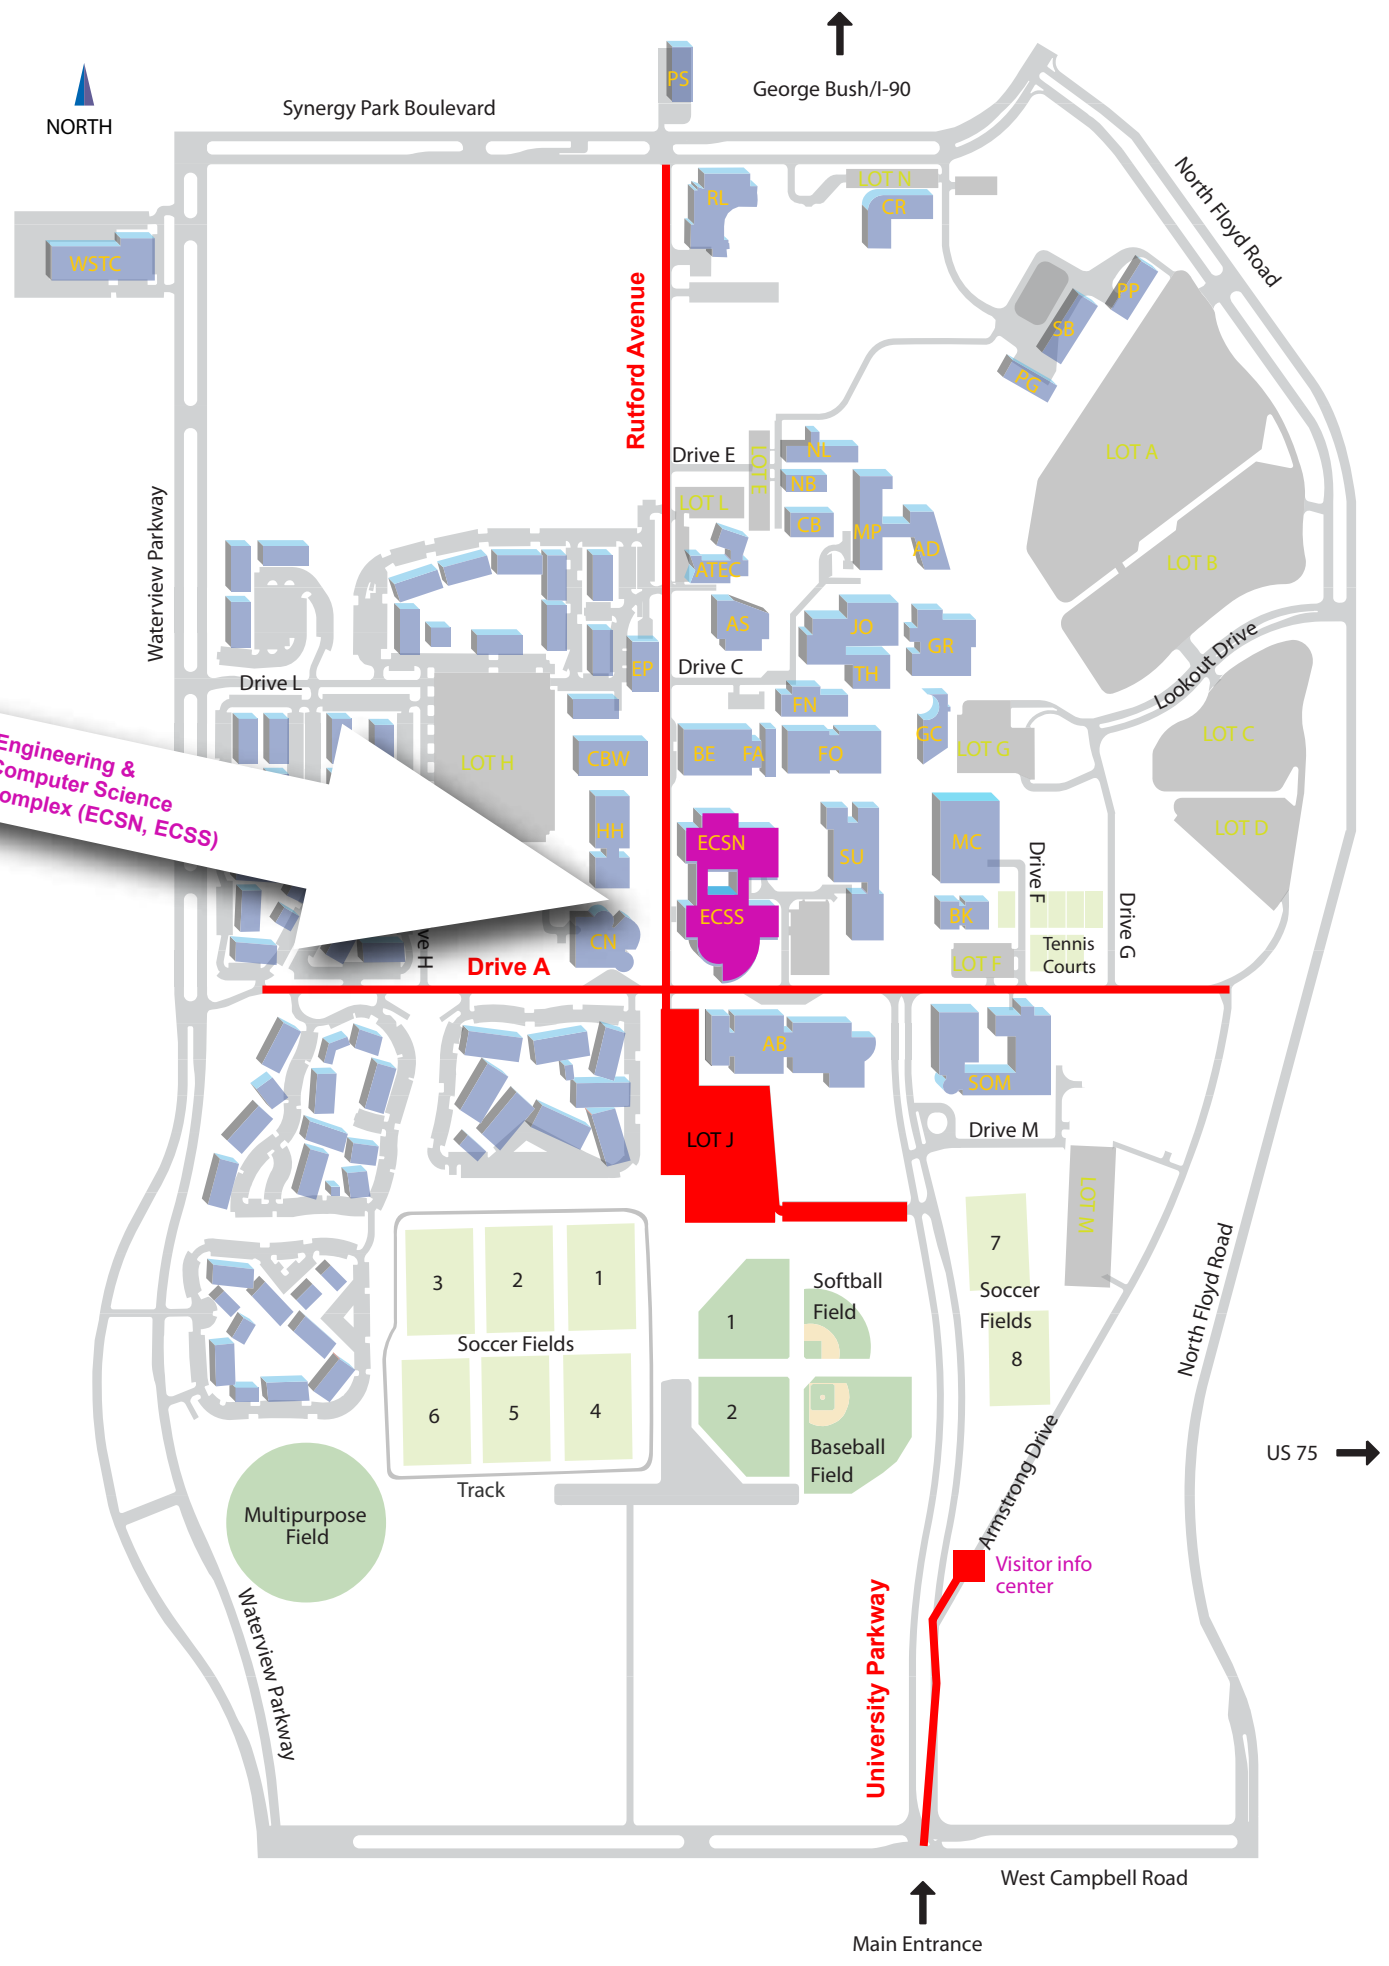 George Bush/I-90
NORTH
Synergy Park Boulevard
PS
North Floyd Road
LOT N
RL
CR
WSTC
PP
SB
PG
Rutford Avenue
Drive E
LOT E
NL
NB
LOT L
CB
MP
AD
ATEC
LOT A
LOT B
Waterview Parkway
AS
JO
GR
TH
EP
Drive C
Drive L
FN
Lookout Drive
GC
LOT G
LOT C
LOT H
CBW
BE
FA
FO
Engineering &
Computer Science
omplex (ECSN, ECSS)
HH
ECSN
SU
MC
LOT D
Drive F
Drive G
ECSS
BK
CN
ve H
Drive A
LOT F
Tennis
Courts
AB
SOM
Drive M
LOT J
LOT M
7
Soccer
Fields
8
North Floyd Road
3
2
1
Soccer Fields
6
5
4
Track
1
Softball
Field
2
Baseball
Field
US 75
Armstrong Drive
Multipurpose
Field
Visitor info
center
Waterview Parkway
University Parkway
West Campbell Road
Main Entrance